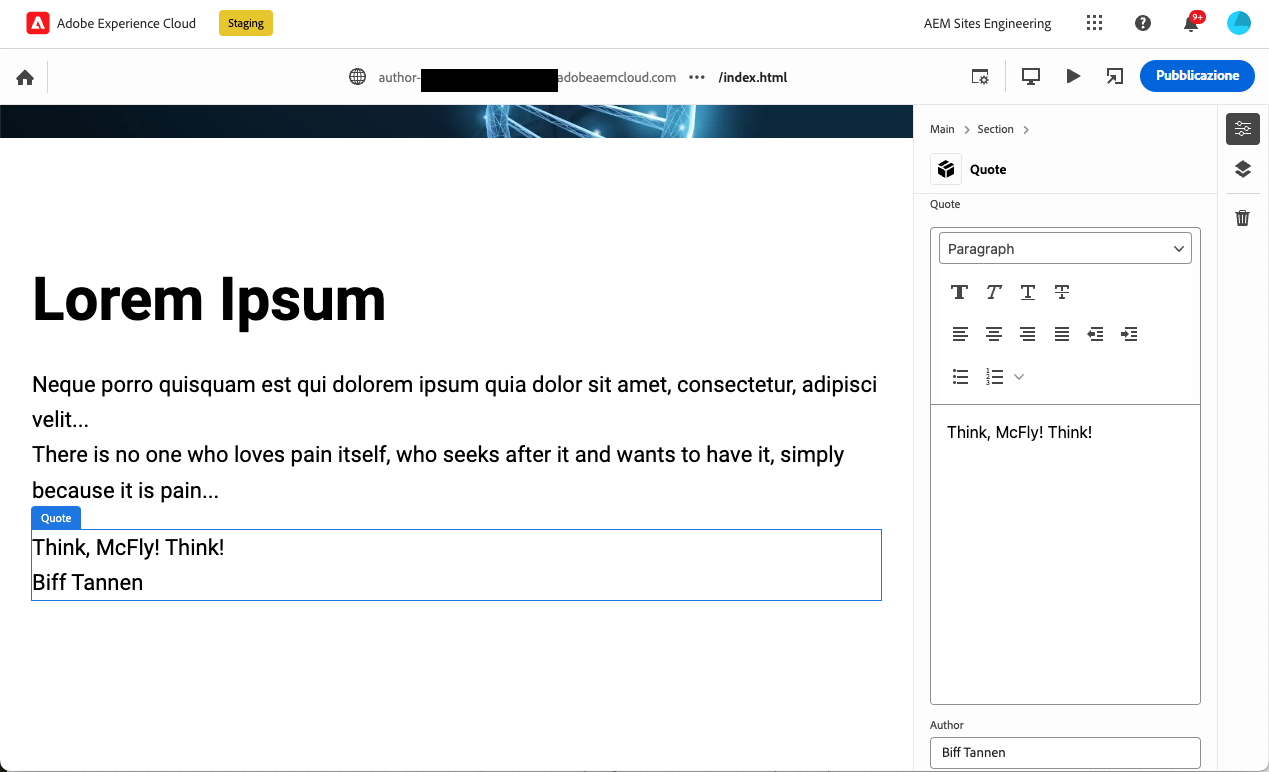 Adobe Experience Cloud
Staging
AEM Sites Engineering
9+
author-
adobeaemcloud.com
/index.html
Pubblicazione
Main
Section
Quote
Quote
Paragraph
Think, McFly! Think!
Author
Biff Tannen
Lorem Ipsum
Neque porro quisquam est qui dolorem ipsum quia dolor sit amet, consectetur, adipisci
velit...
There is no one who loves pain itself, who seeks after it and wants to have it, simply
because it is pain...
Quote
Think, McFly! Think!
Biff Tannen